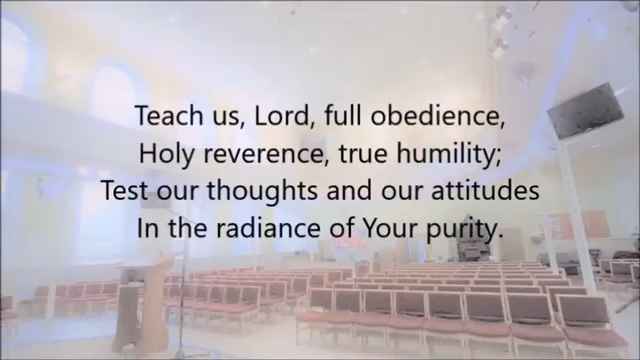 Teach us, Lord, full obedience,
Holy reverence, true humility;
Test our thoughts and our attitudes
In the radiance of Your purity.